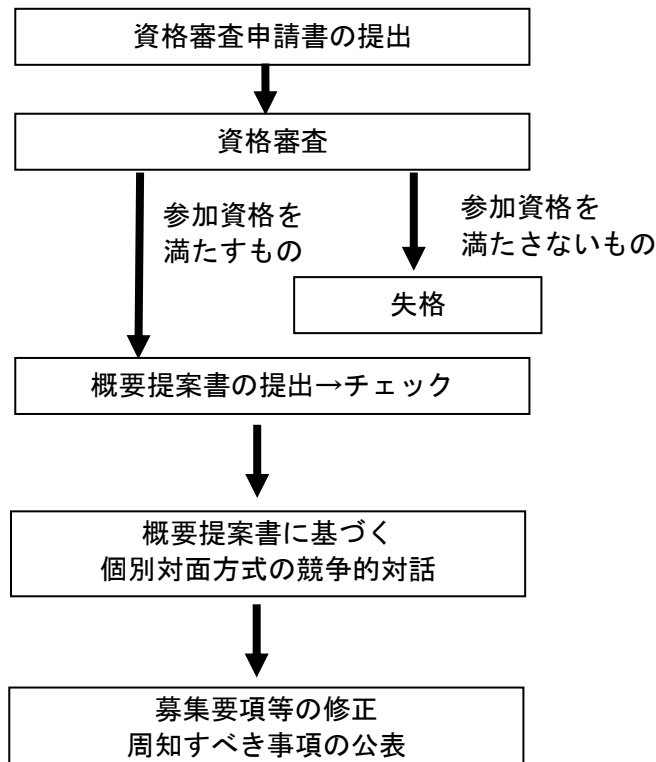 資格審査申請書の提出
資格審査
参加資格を
満たすもの
参加資格を
満たさないもの
失格
概要提案書の提出→チェック
概要提案書に基づく
個別対面方式の競争的対話
募集要項等の修正
周知すべき事項の公表